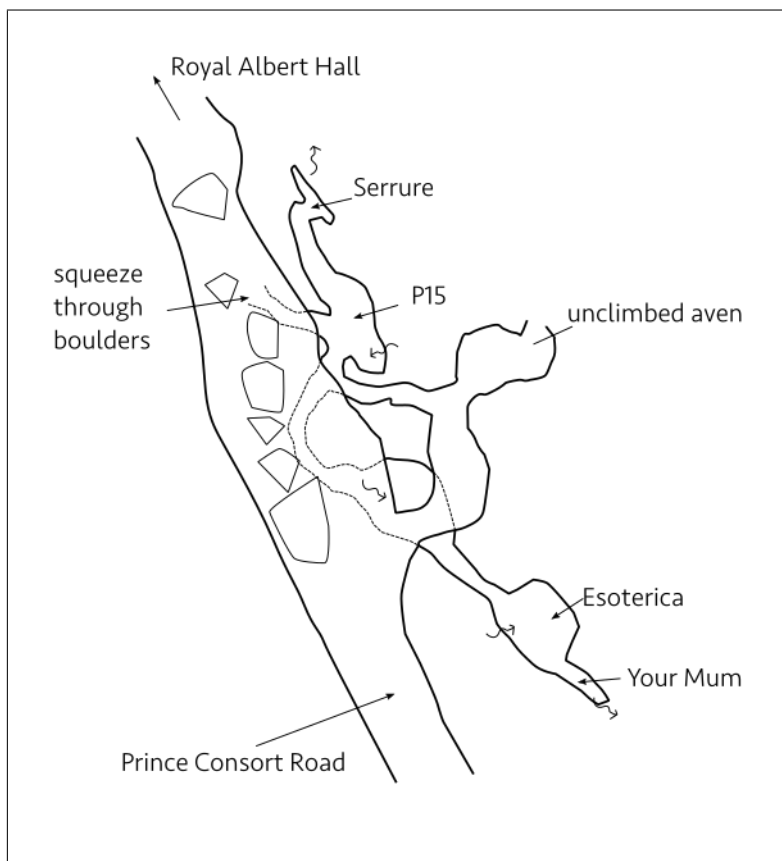 Royal Albert Hall
Serrure
squeeze
through
boulders
P15
unclimbed aven
Esoterica
Your Mum
Prince Consort Road